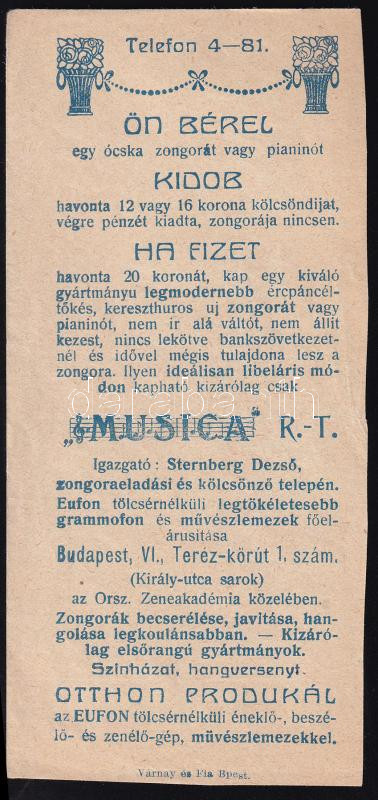 Telefon 4—81.
ÖN BÉREL
egy ócska zongorát vagy pianinót
KIDOB
havonta 12 vagy 16 korona kölcsöndijat,
végre pénzét kiadta, zongorája nincsen.
HA FIZET
havonta 20 koronát, kap egy kiváló
gyártmányu legmodernebb ércpáncél-
tőkés, kereszthuros uj zongorát vagy
pianinót, nem ir alá váltót, nem állit
kezest, nincs lekötve bankszövetkezet-
nél és idővel mégis tulajdona lesz a
zongora. Ilyen ideálisan libeláris mó-
don kapható kizárólag csak
„MUSICA" R.-T.
Igazgató: Sternberg Dezső,
zongoraeladási és kölcsönző telepén.
Eufon tölcsérnélküli legtökéletesebb
grammofon és művészlemezek főel-
árusitása
Budapest, VI., Teréz-körút 1. szám.
(Király-utca sarok)
az Orsz. Zeneakadémia közelében.
Zongorák becserélése, javitása, han-
golása legkoulánsabban. — Kizáró-
lag elsőrangú gyártmányok.
Szinházat, hangversenyt
OTTHON PRODUKÁL
az EUFON tölcsérnélküli éneklő-, beszé-
lő- és zenélő-gép, művészlemezekkel.
Várnay és Fia Bpest.